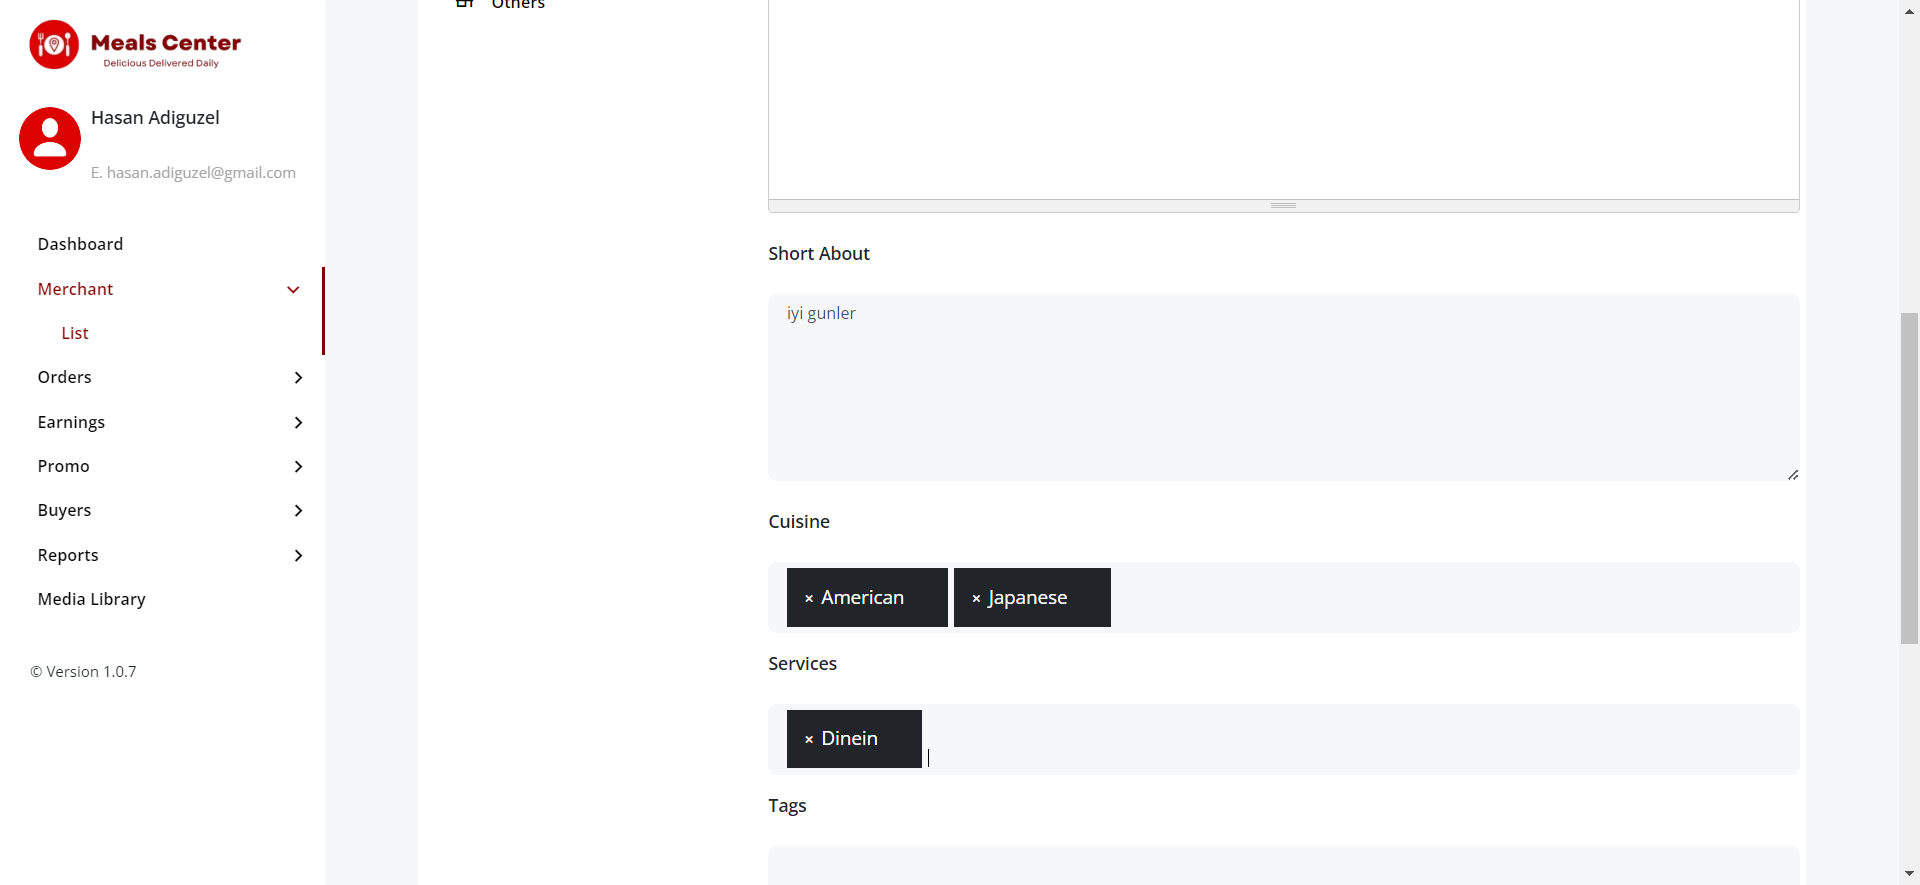 Meals Center
Delicious Delivered Daily
Hasan Adiguzel
E. hasan.adiguzel@gmail.com
Dashboard
Merchant
List
Orders
Earnings
Promo
Buyers
Reports
Media Library
© Version 1.0.7
Others
Short About
iyi gunler
Cuisine
× American × Japanese
Services
× Dinein
Tags